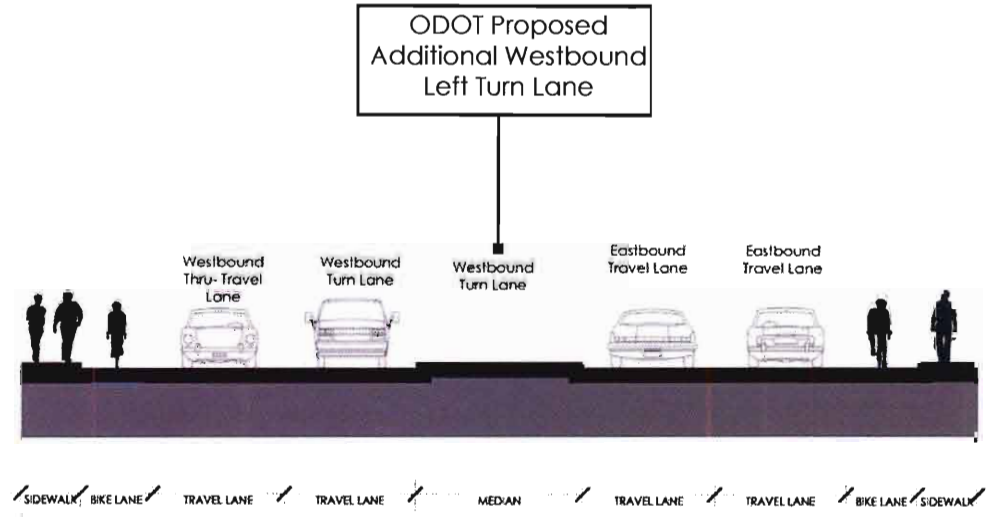 ODOT Proposed
Additional Westbound
Left Turn Lane
Westbound
Thru- Travel
Lane
Westbound
Turn Lane
Westbound
Turn Lane
Eastbound
Travel Lane
Eastbound
Travel Lane
SIDEWALK BIKE LANE TRAVEL LANE TRAVEL LANE MEDIAN TRAVEL LANE TRAVEL LANE BIKE LANE SIDEWALK